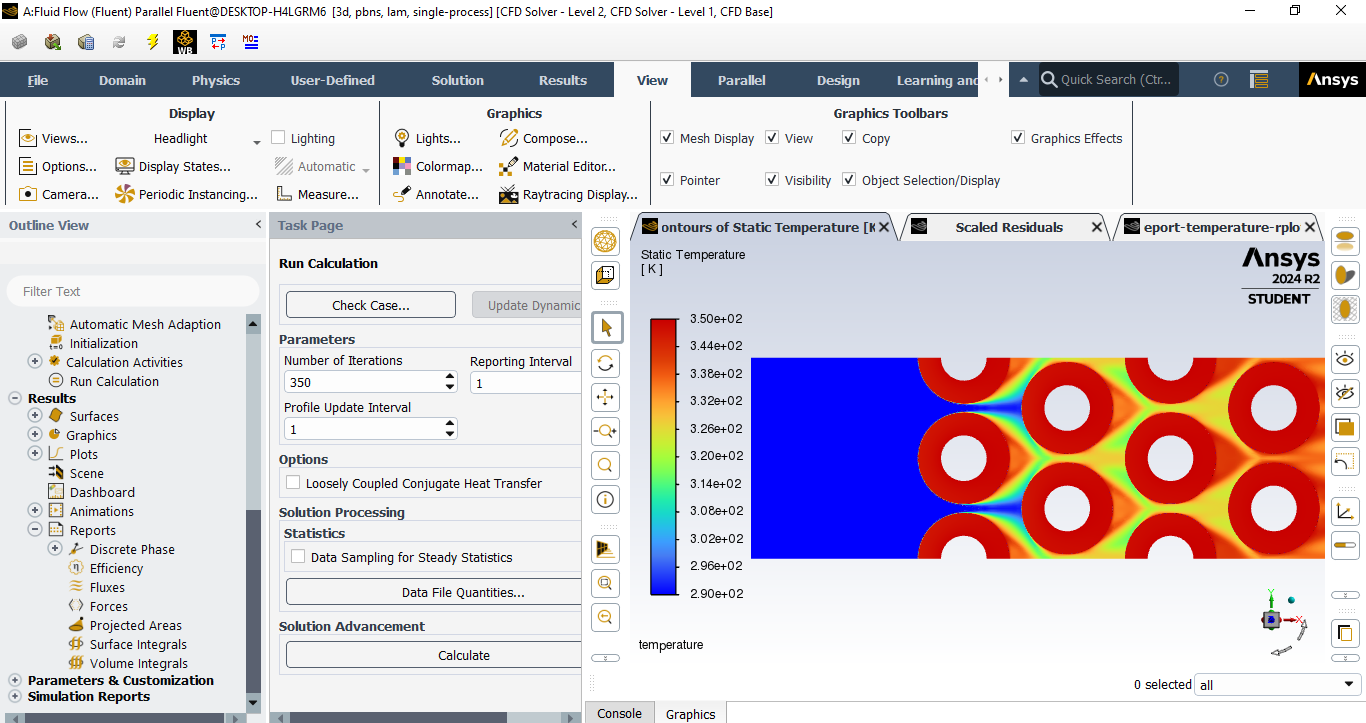 A:Fluid Flow (Fluent) Parallel Fluent@DESKTOP-H4LGRM6 [3d, pbns, lam, single-process] [CFD Solver - Level 2, CFD Solver - Level 1, CFD Base]
WB
File Domain Physics User-Defined Solution Results View Parallel Design Learning and Quick Search (Ctr... Ansys
Display
Views... Headlight Lighting
Options... Display States... Automatic
Camera... Periodic Instancing... Measure...
Graphics
Lights... Compose...
Colormap... Material Editor...
Annotate... Raytracing Display...
Graphics Toolbars
Mesh Display View Copy Graphics Effects
Pointer Visibility Object Selection/Display
Outline View
Filter Text
Automatic Mesh Adaption
Initialization
Calculation Activities
Run Calculation
Results
Surfaces
Graphics
Plots
Scene
Dashboard
Animations
Reports
Discrete Phase
Efficiency
Fluxes
Forces
Projected Areas
Surface Integrals
Volume Integrals
Parameters & Customization
Simulation Reports
Task Page
Run Calculation
Check Case... Update Dynamic
Parameters
Number of Iterations Reporting Interval
350 1
Profile Update Interval
1
Options
Loosely Coupled Conjugate Heat Transfer
Solution Processing
Statistics
Data Sampling for Steady Statistics
Data File Quantities...
Solution Advancement
Calculate
ontours of Static Temperature [K Scaled Residuals eport-temperature-rplo
Static Temperature
[ K ]
Ansys
2024 R2
STUDENT
3.50e+02
3.44e+02
3.38e+02
3.32e+02
3.26e+02
3.20e+02
3.14e+02
3.08e+02
3.02e+02
2.96e+02
2.90e+02
Y
X
temperature
0 selected all
Console Graphics